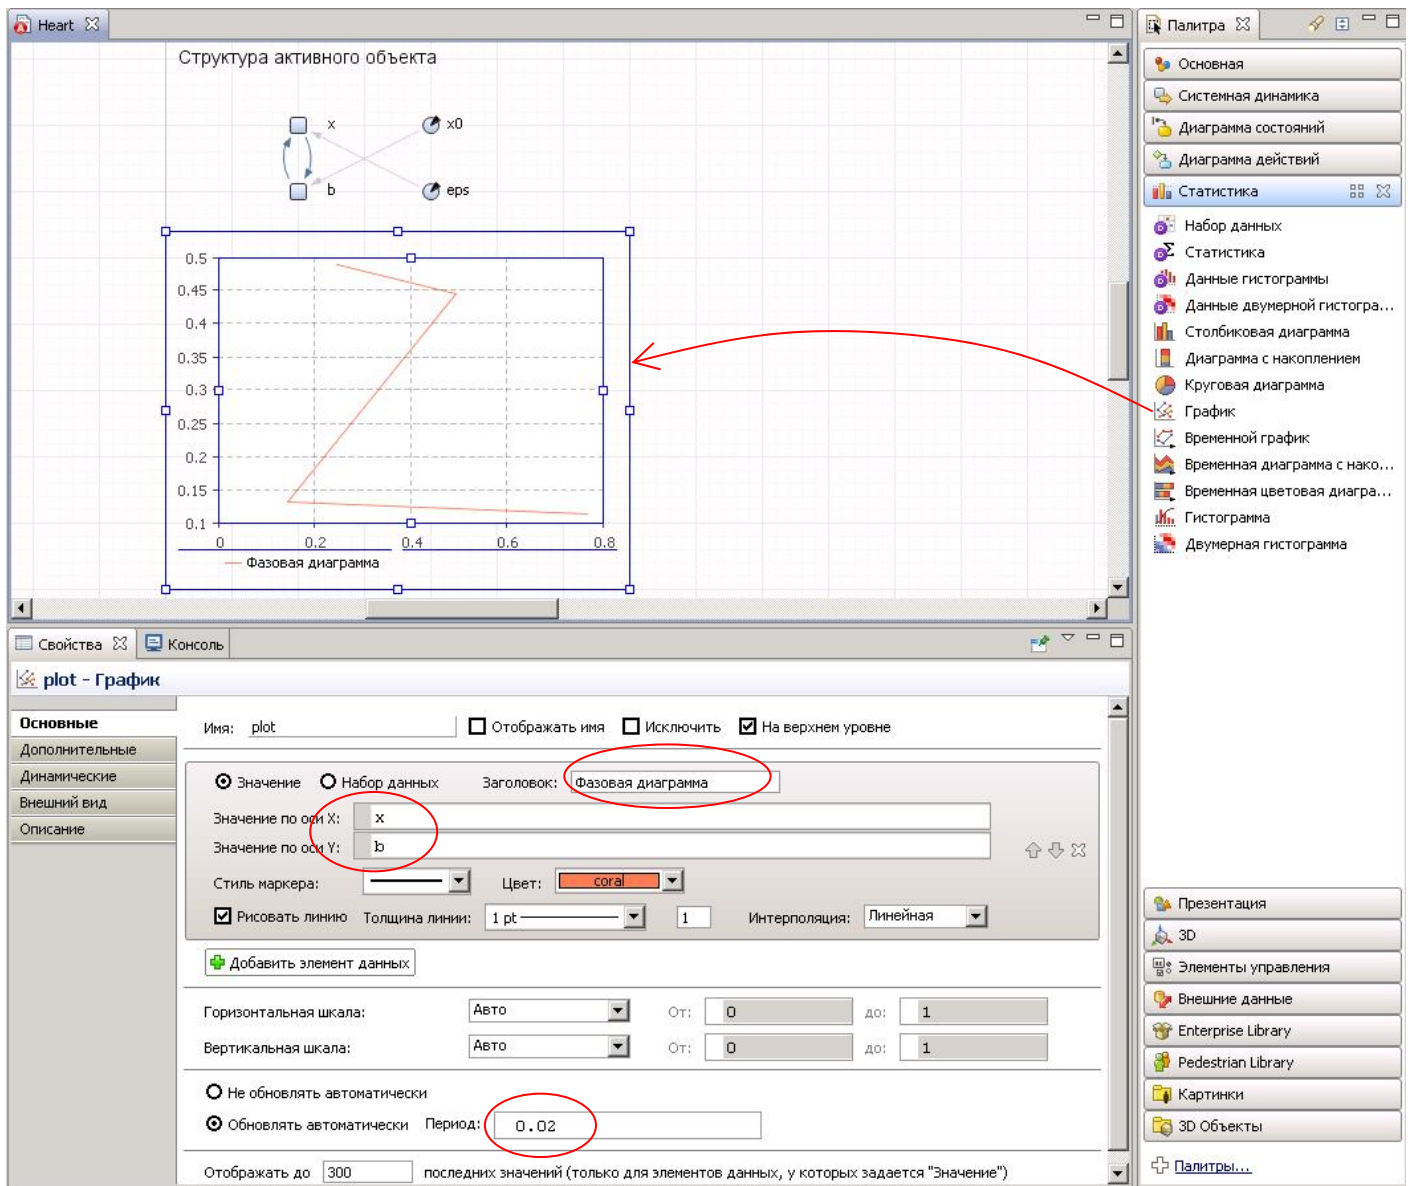 Heart
Структура активного объекта
x
x0
b
eps
0.5
0.45
0.4
0.35
0.3
0.25
0.2
0.15
0.1
0 0.2 0.4 0.6 0.8
Фазовая диаграмма
Палитра
Основная
Системная динамика
Диаграмма состояний
Диаграмма действий
Статистика
Набор данных
Статистика
Данные гистограммы
Данные двумерной гистогра...
Столбиковая диаграмма
Диаграмма с накоплением
Круговая диаграмма
График
Временной график
Временная диаграмма с нако...
Временная цветовая диагра...
Гистограмма
Двумерная гистограмма
Презентация
3D
Элементы управления
Внешние данные
Enterprise Library
Pedestrian Library
Картинки
3D Объекты
Палитры...
Свойства Консоль
plot - График
Основные
Дополнительные
Динамические
Внешний вид
Описание
Имя: plot Отображать имя Исключить На верхнем уровне
Значение Набор данных Заголовок: Фазовая диаграмма
Значение по оси X: x
Значение по оси Y: b
Стиль маркера: Цвет: coral
Рисовать линию Толщина линии: 1 pt 1 Интерполяция: Линейная
Добавить элемент данных
Горизонтальная шкала: Авто От: 0 до: 1
Вертикальная шкала: Авто От: 0 до: 1
Не обновлять автоматически
Обновлять автоматически Период: 0.02
Отображать до 300 последних значений (только для элементов данных, у которых задается "Значение")